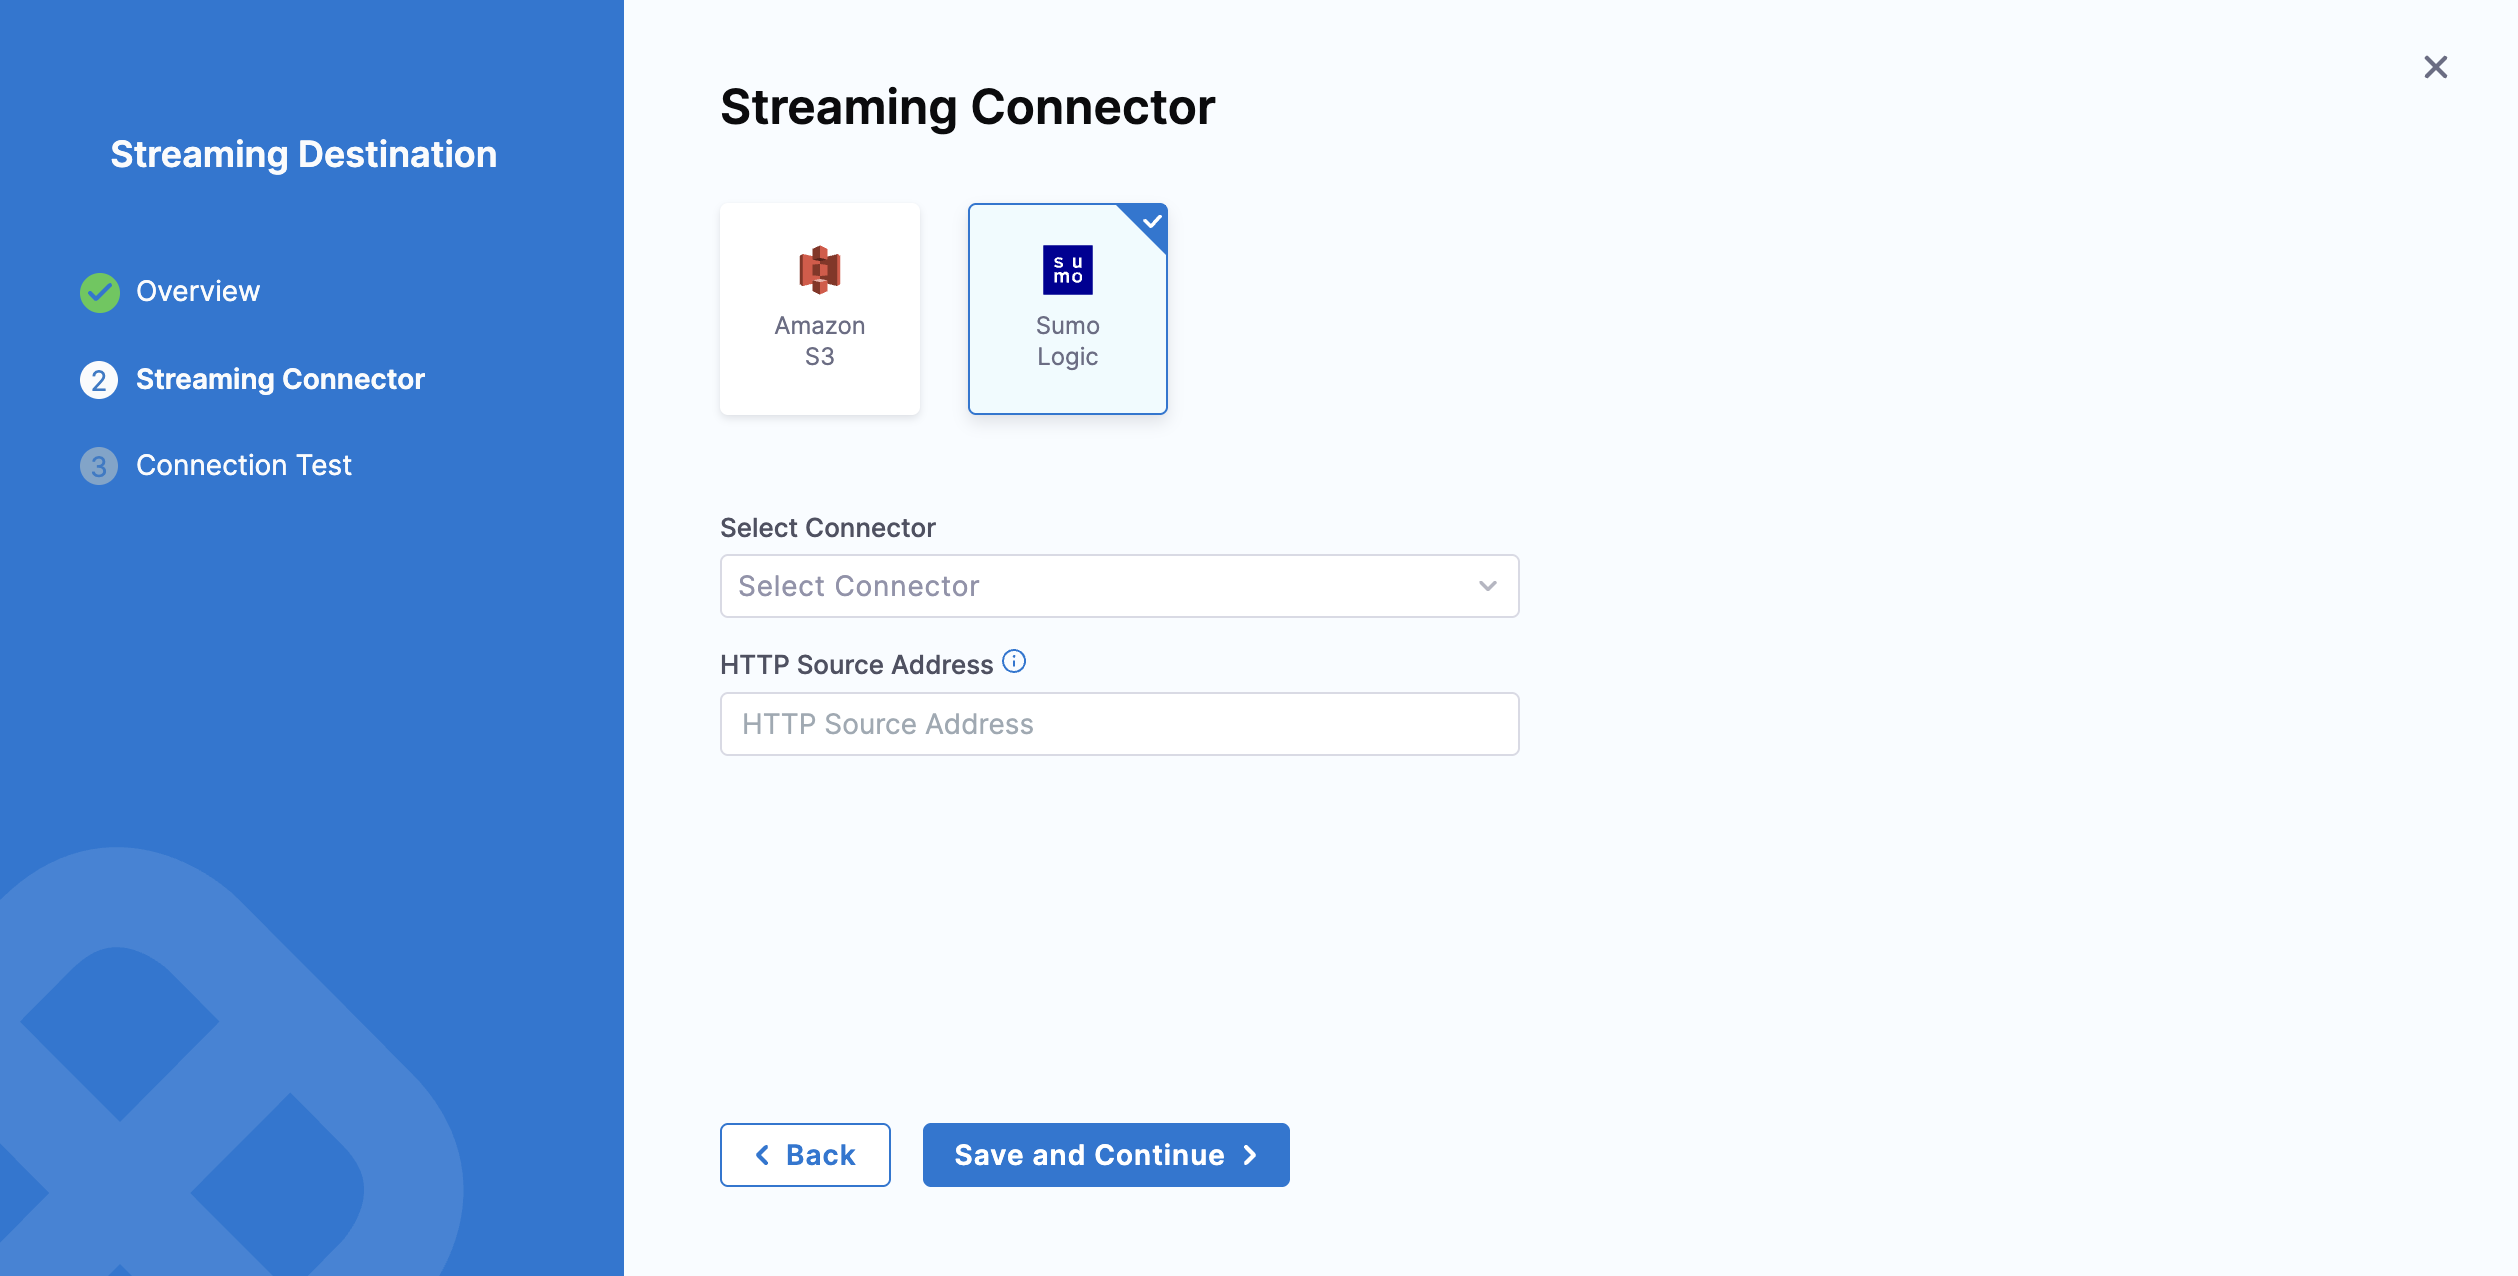 Streaming Destination
Overview
2 Streaming Connector
3 Connection Test
Streaming Connector
Amazon
S3
su
mo
Sumo
Logic
Select Connector
Select Connector
HTTP Source Address
HTTP Source Address
Back
Save and Continue